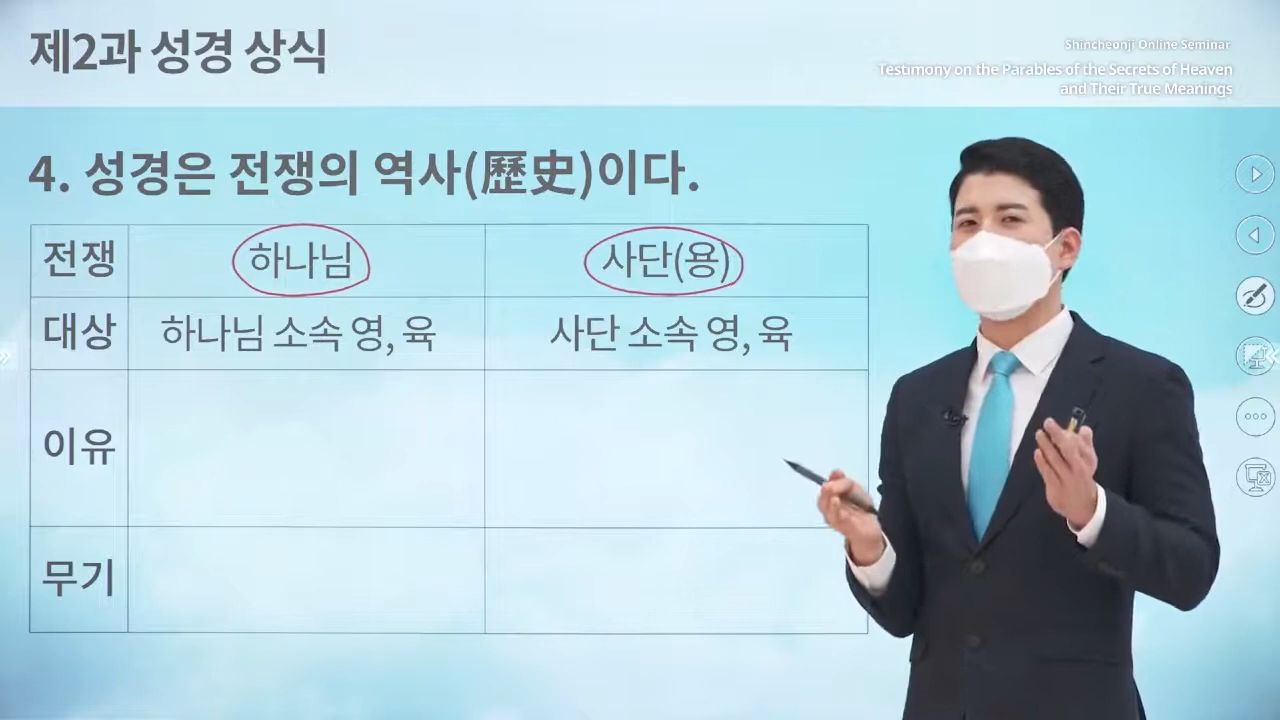 제2과 성경 상식
Shincheonji Online Seminar
Testimony on the Parables of the Secrets of Heaven
and Their True Meanings
4. 성경은 전쟁의 역사(歷史)이다.
전쟁 하나님 사단(용)
대상 하나님 소속 영, 육 사단 소속 영, 육
이유
무기